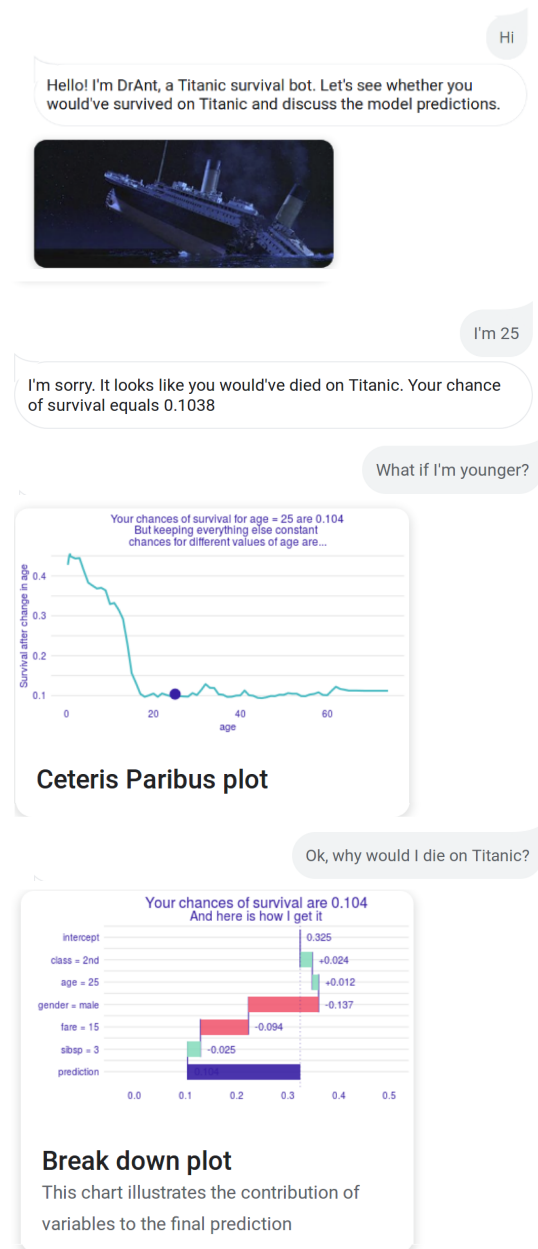 Hi
Hello! I'm DrAnt, a Titanic survival bot. Let's see whether you
would've survived on Titanic and discuss the model predictions.
I'm 25
I'm sorry. It looks like you would've died on Titanic. Your chance
of survival equals 0.1038
What if I'm younger?
Your chances of survival for age = 25 are 0.104
But keeping everything else constant
chances for different values of age are...
Survival after change in age
0.4
0.3
0.2
0.1
0 20 40 60
age
Ceteris Paribus plot
Ok, why would I die on Titanic?
Your chances of survival are 0.104
And here is how I get it
intercept 0.325
class = 2nd +0.024
age = 25 +0.012
gender = male -0.137
fare = 15 -0.094
sibsp = 3 -0.025
prediction 0.104
0.0 0.1 0.2 0.3 0.4 0.5
Break down plot
This chart illustrates the contribution of
variables to the final prediction